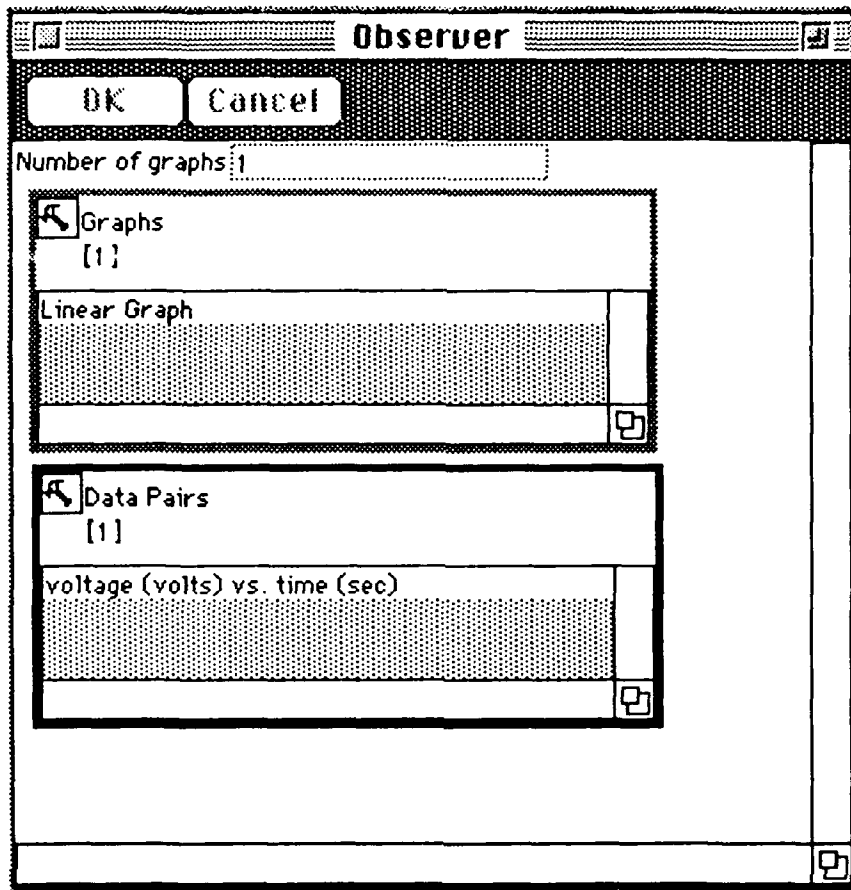 Observer
OK Cancel
Number of graphs 1
Graphs
[1]
Linear Graph
Data Pairs
[1]
voltage (volts) vs. time (sec)